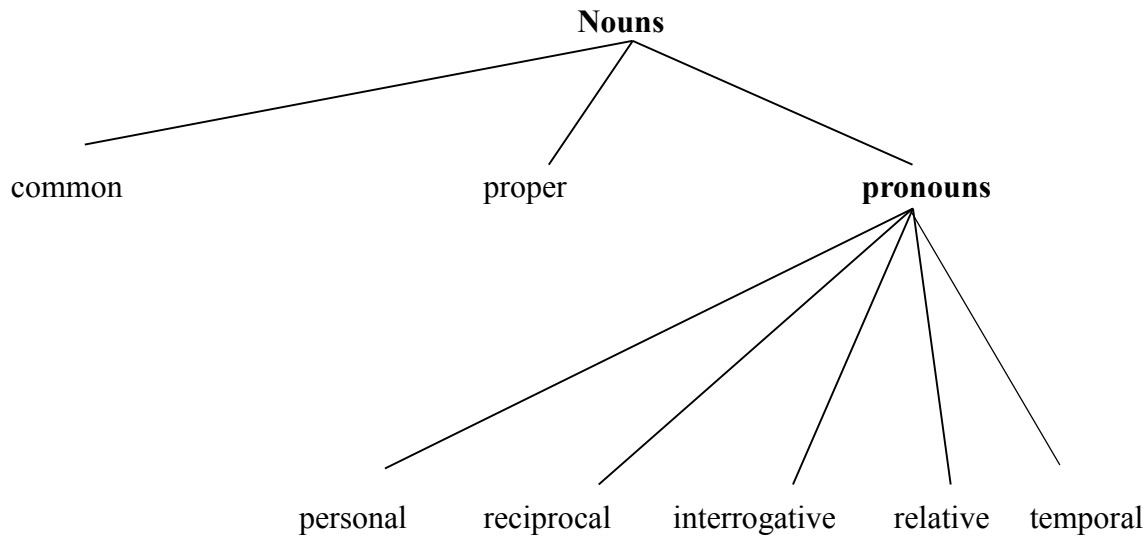 Nouns
common proper pronouns
personal reciprocal interrogative relative temporal